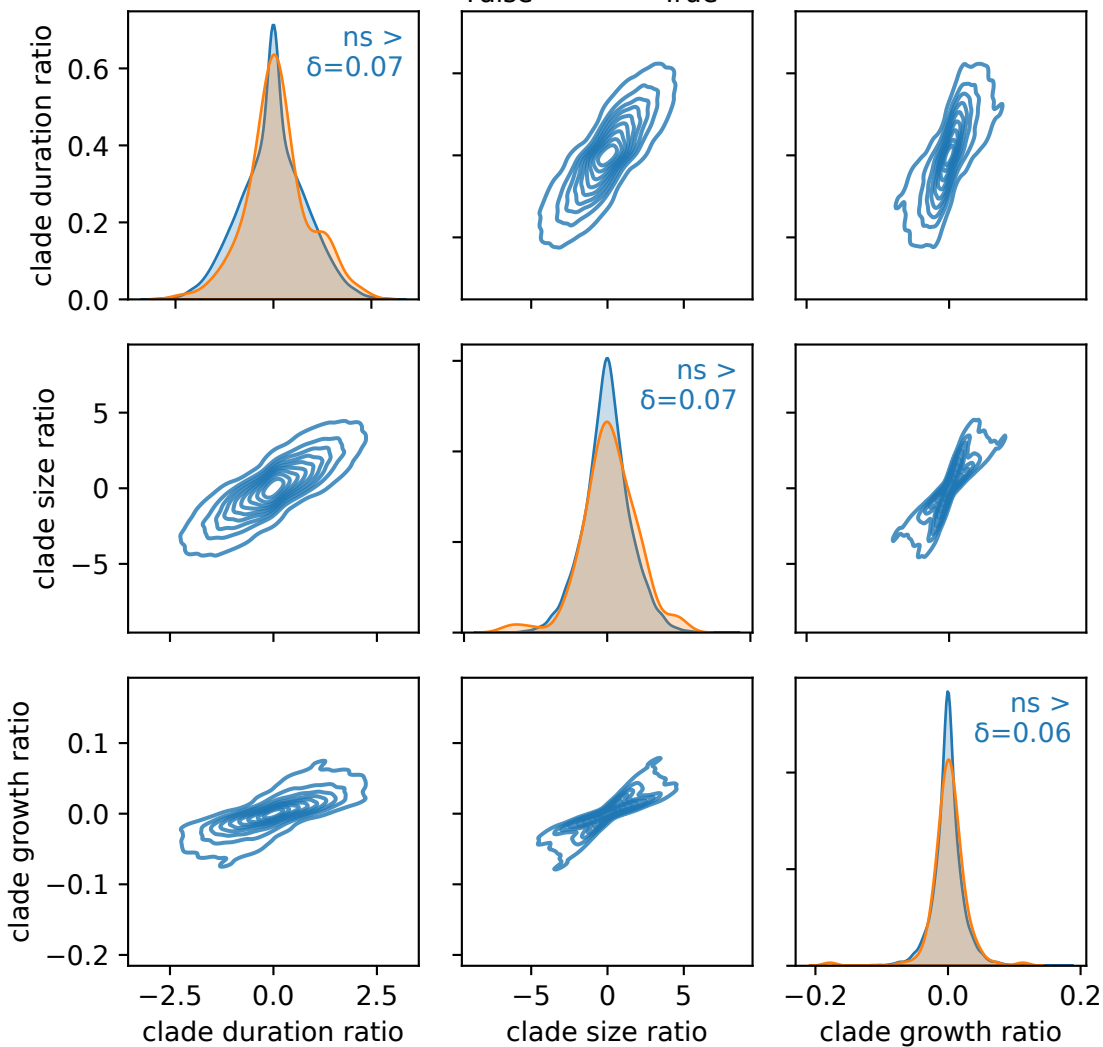 True
clade duration ratio
0.6
0.4
0.2
0.0
ns >
δ=0.07
clade size ratio
5
0
−5
ns >
δ=0.07
clade growth ratio
0.1
0.0
−0.1
−0.2
ns >
δ=0.06
−2.5 0.0 2.5
−5 0 5
−0.2 0.0 0.2
clade duration ratio
clade size ratio
clade growth ratio